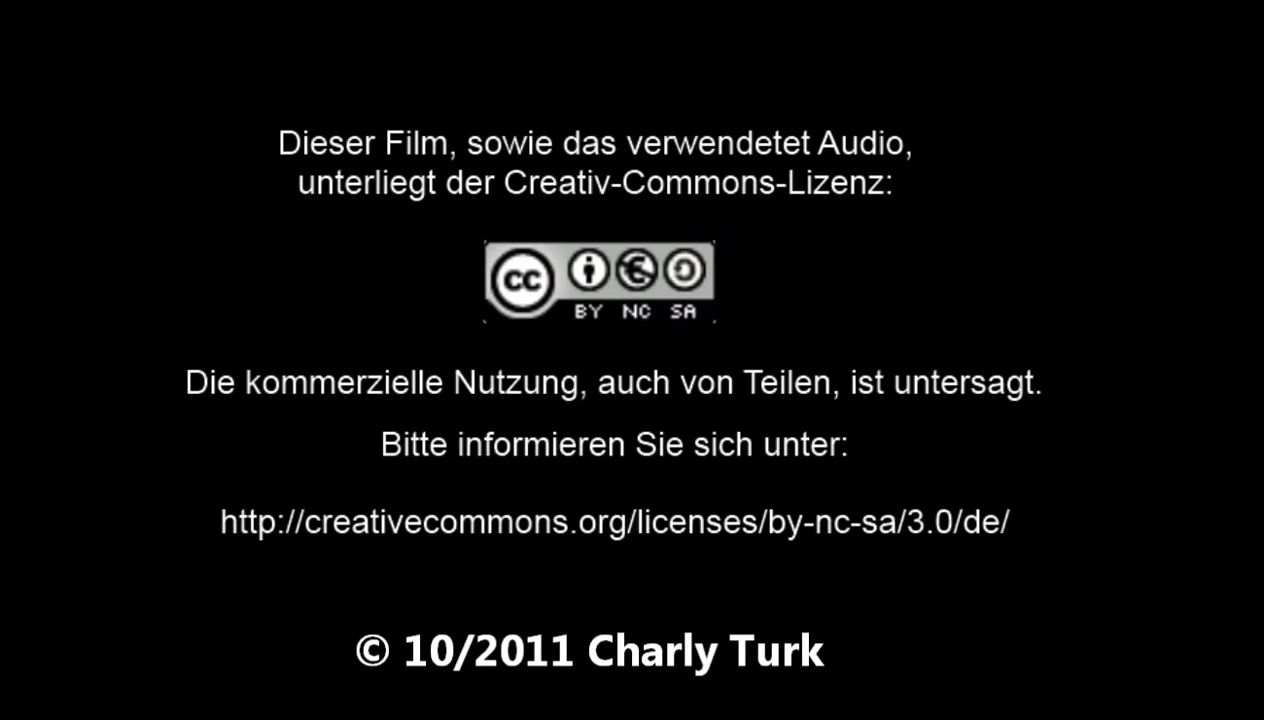 Dieser Film, sowie das verwendetet Audio,
unterliegt der Creativ-Commons-Lizenz:
cc
BY NC SA
Die kommerzielle Nutzung, auch von Teilen, ist untersagt.
Bitte informieren Sie sich unter:
http://creativecommons.org/licenses/by-nc-sa/3.0/de/
© 10/2011 Charly Turk